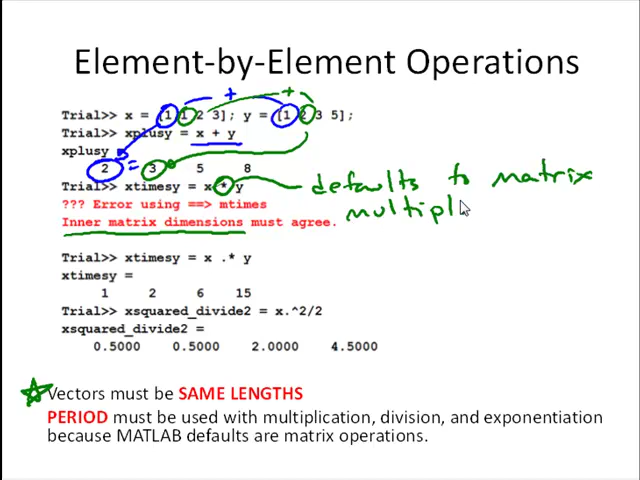 Element-by-Element Operations
+ +
Trial>> x = [1 1 2 3]; y = [1 2 3 5];
Trial>> xplusy = x + y
xplusy =
2 = 3 5 8
Trial>> xtimesy = x * y
defaults to matrix
??? Error using ==> mtimes
multipl
Inner matrix dimensions must agree.
Trial>> xtimesy = x .* y
xtimesy =
1 2 6 15
Trial>> xsquared_divide2 = x.^2/2
xsquared_divide2 =
0.5000 0.5000 2.0000 4.5000
Vectors must be SAME LENGTHS
PERIOD must be used with multiplication, division, and exponentiation
because MATLAB defaults are matrix operations.